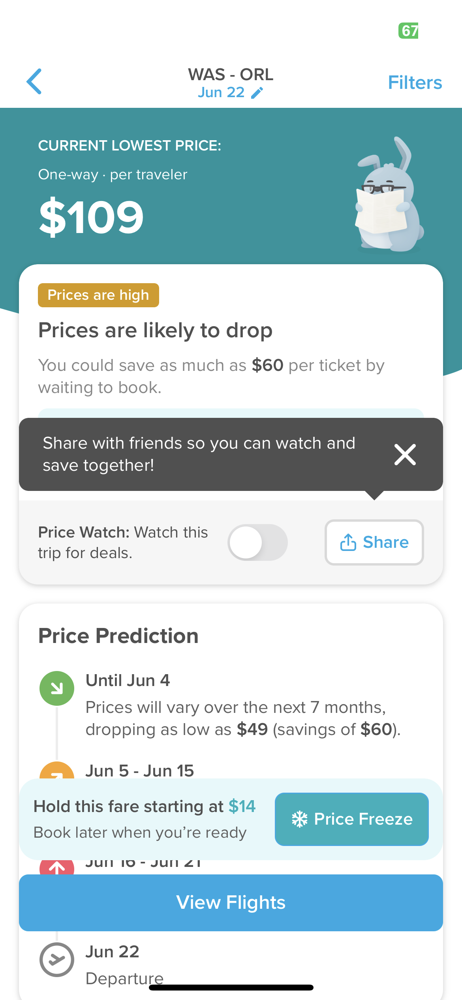 67
WAS - ORL
Jun 22
Filters
CURRENT LOWEST PRICE:
One-way · per traveler
$109
Prices are high
Prices are likely to drop
You could save as much as $60 per ticket by
waiting to book.
Share with friends so you can watch and
save together!
Price Watch: Watch this
trip for deals.
Share
Price Prediction
Until Jun 4
Prices will vary over the next 7 months,
dropping as low as $49 (savings of $60).
Jun 5 - Jun 15
Hold this fare starting at $14
Book later when you’re ready
Price Freeze
Jun 16 - Jun 21
View Flights
Jun 22
Departure